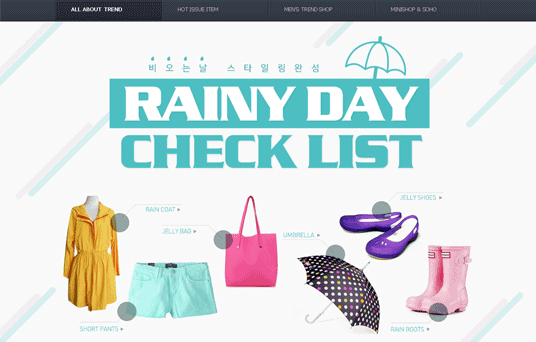 ALL ABOUT TREND
HOT ISSUE ITEM
MEN'S TREND SHOP
MINISHOP & SOHO
비오는날 스타일링완성
RAINY DAY
CHECK LIST
RAIN COAT ▶
JELLY BAG ▶
UMBRELLA ▶
JELLY SHOES ▶
SHORT PANTS ▶
RAIN BOOTS ▶